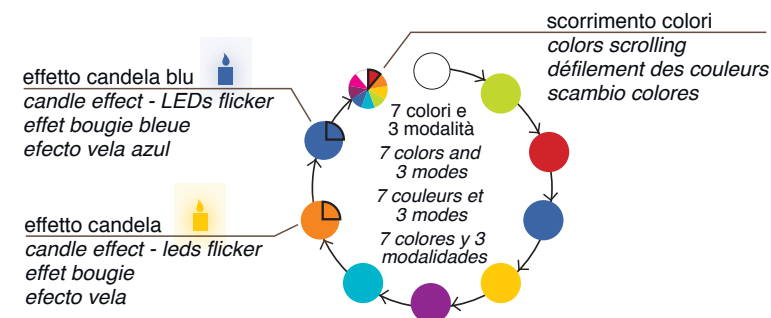 scorrimento colori
colors scrolling
défilement des couleurs
scambio colores
effetto candela blu
candle effect - LEDs flicker
effet bougie bleue
efecto vela azul
7 colori e
3 modalità
7 colors and
3 modes
7 couleurs et
3 modes
7 colores y 3
modalidades
effetto candela
candle effect - leds flicker
effet bougie
efecto vela